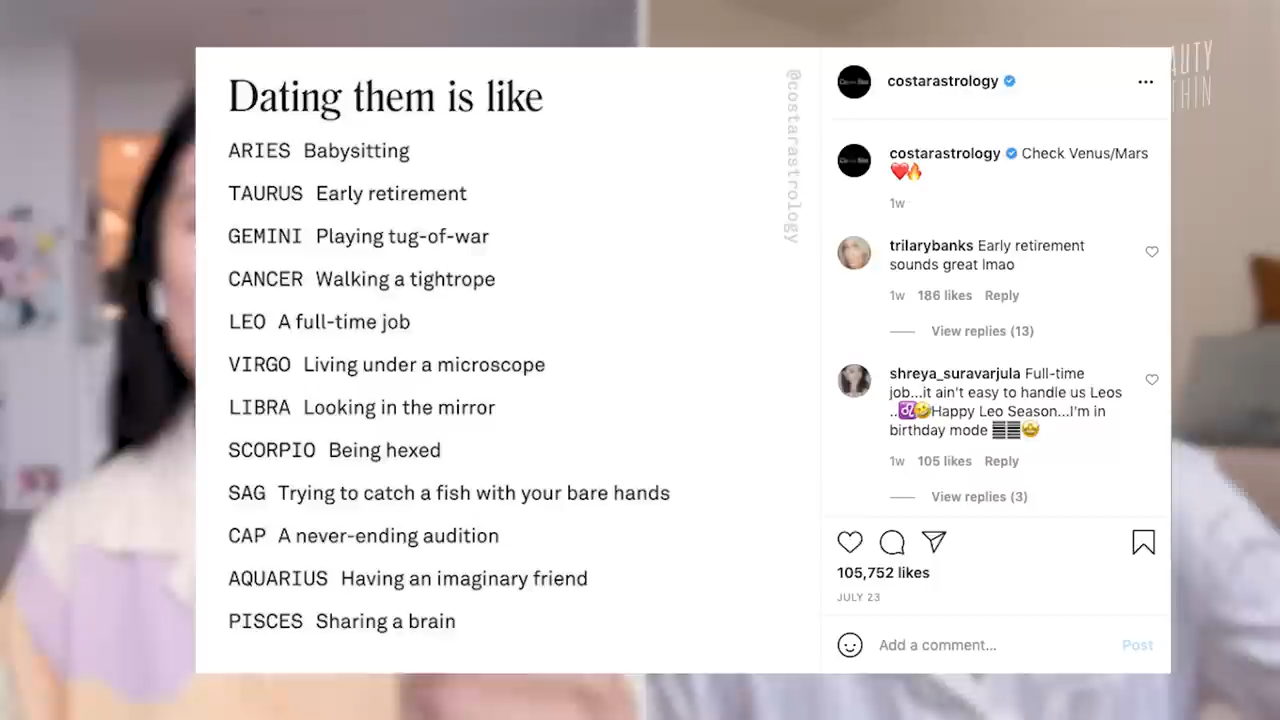 Dating them is like
ARIES Babysitting
TAURUS Early retirement
GEMINI Playing tug-of-war
CANCER Walking a tightrope
LEO A full-time job
VIRGO Living under a microscope
LIBRA Looking in the mirror
SCORPIO Being hexed
SAG Trying to catch a fish with your bare hands
CAP A never-ending audition
AQUARIUS Having an imaginary friend
PISCES Sharing a brain
@costarastrology
costarastrology
costarastrology Check Venus/Mars
❤️🔥
1w
trilarybanks Early retirement
sounds great lmao
1w 186 likes Reply
View replies (13)
shreya_suravarjula Full-time
job...it ain't easy to handle us Leos
..♌🤣Happy Leo Season...I'm in
birthday mode 🤩
1w 105 likes Reply
View replies (3)
105,752 likes
JULY 23
Add a comment... Post
AUTY
THIN